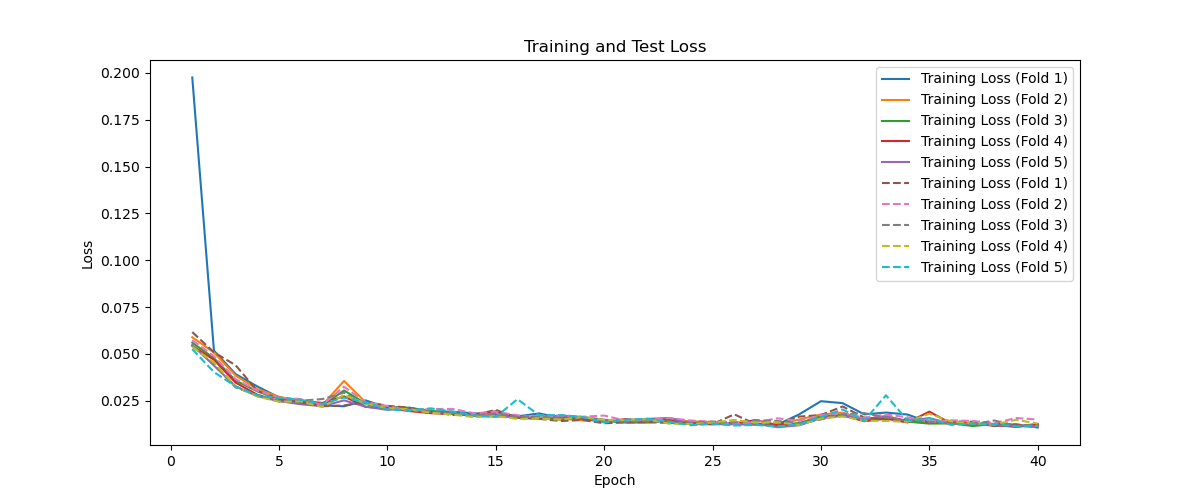 Training and Test Loss
Loss
0.200
0.175
0.150
0.125
0.100
0.075
0.050
0.025
0
5
10
15
20
25
30
35
40
Epoch
Training Loss (Fold 1)
Training Loss (Fold 2)
Training Loss (Fold 3)
Training Loss (Fold 4)
Training Loss (Fold 5)
Training Loss (Fold 1)
Training Loss (Fold 2)
Training Loss (Fold 3)
Training Loss (Fold 4)
Training Loss (Fold 5)